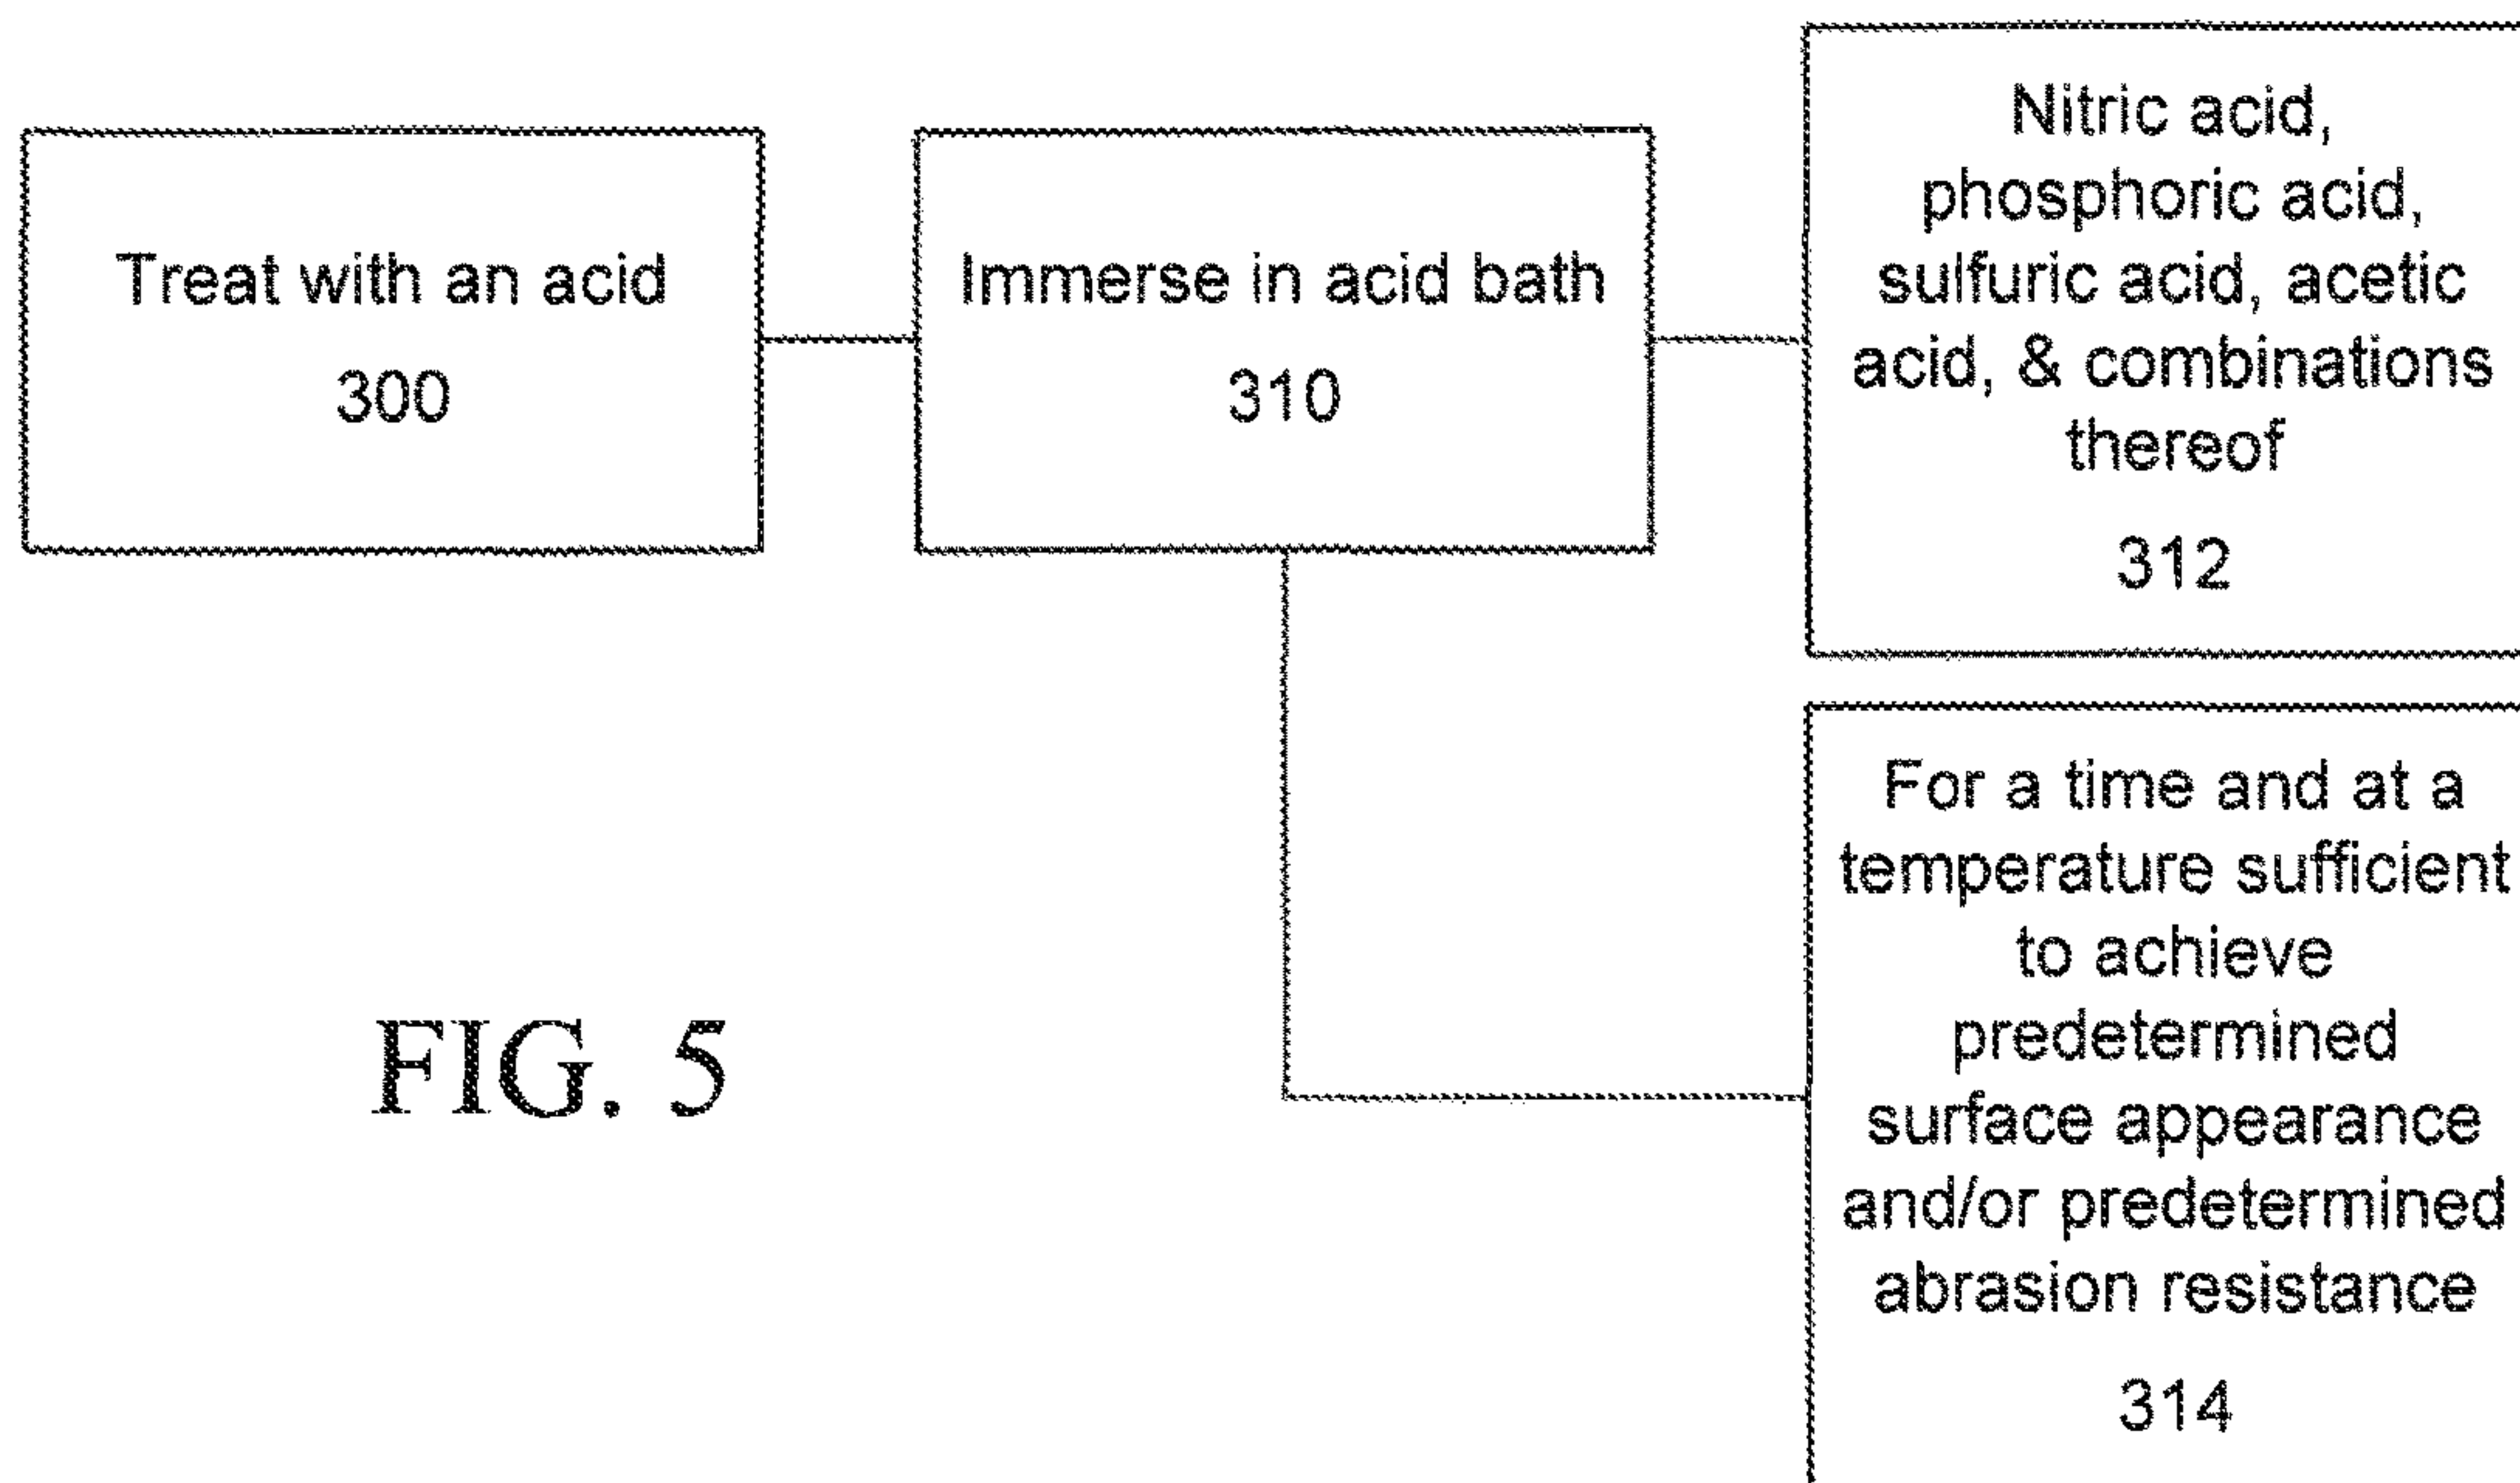 Treat with an acid
300
Immerse in acid bath
310
Nitric acid,
phosphoric acid,
sulfuric acid, acetic
acid, & combinations
thereof
312
For a time and at a
temperature sufficient
to achieve
predetermined
surface appearance
and/or predetermined
abrasion resistance
314
FIG. 5